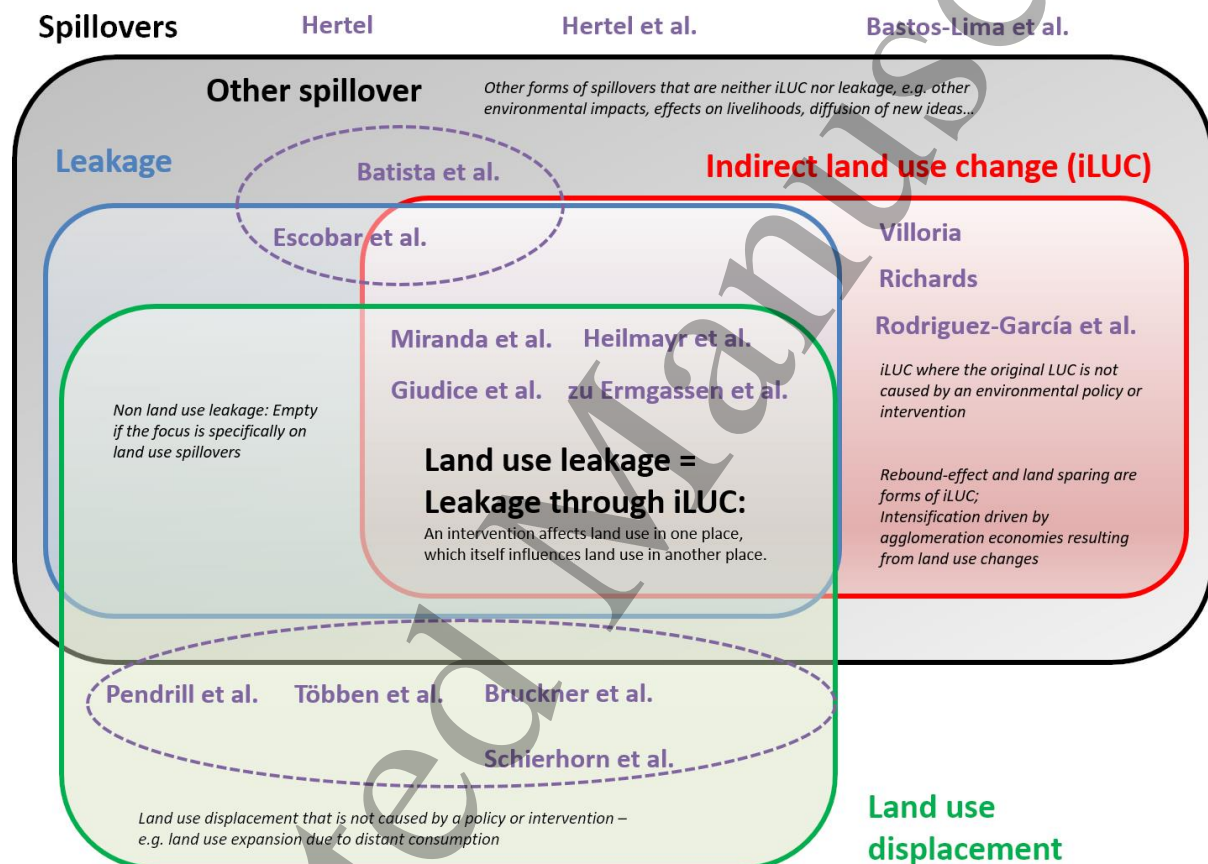 Spillovers
Hertel
Hertel et al.
Bastos-Lima et al.
Other spillover
Other forms of spillovers that are neither iLUC nor leakage, e.g. other
environmental impacts, effects on livelihoods, diffusion of new ideas…
Leakage
Batista et al.
Indirect land use change (iLUC)
Escobar et al.
Villoria
Richards
Rodriguez-García et al.
Miranda et al.
Heilmayr et al.
Giudice et al.
zu Ermgassen et al.
iLUC where the original LUC is not
caused by an environmental policy or
intervention
Non land use leakage: Empty
if the focus is specifically on
land use spillovers
Land use leakage =
Leakage through iLUC:
An intervention affects land use in one place,
which itself influences land use in another place.
Rebound-effect and land sparing are
forms of iLUC;
Intensification driven by
agglomeration economies resulting
from land use changes
Pendrill et al.
Többen et al.
Bruckner et al.
Schierhorn et al.
Land use displacement that is not caused by a policy or intervention –
e.g. land use expansion due to distant consumption
Land use
displacement
ted Manusc